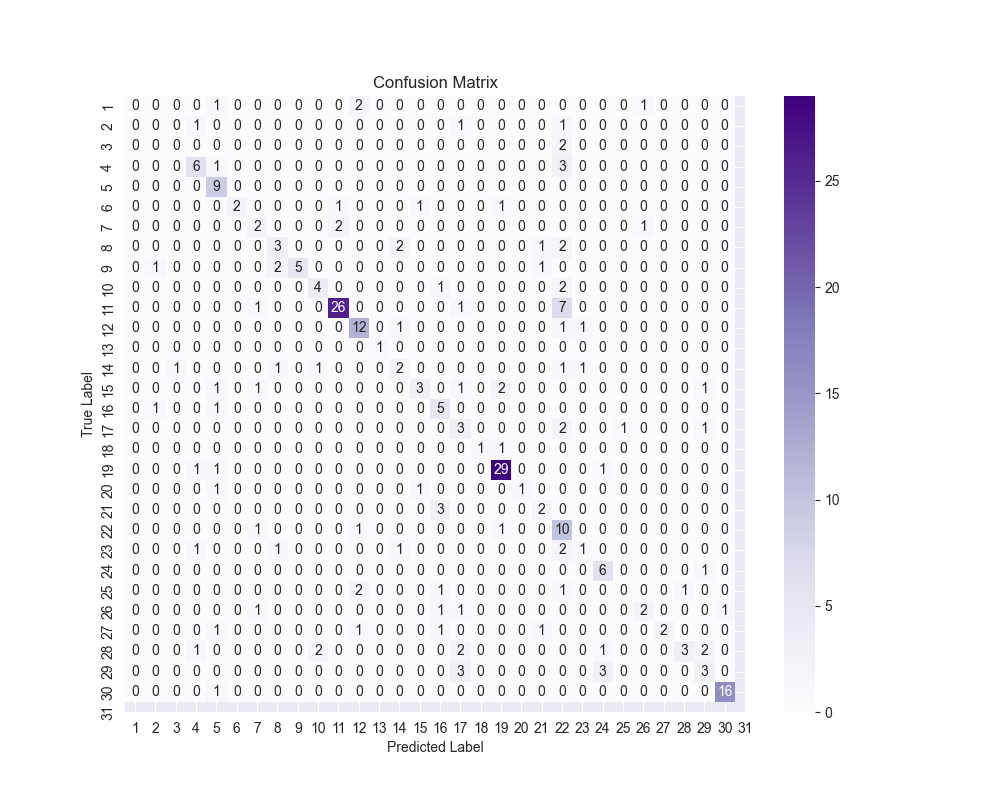 Confusion Matrix
True Label
1 0 0 0 0 1 0 0 0 0 0 0 2 0 0 0 0 0 0 0 0 0 0 0 0 0 1 0 0 0 0
2 0 0 0 1 0 0 0 0 0 0 0 0 0 0 0 0 1 0 0 0 0 1 0 0 0 0 0 0 0 0
3 0 0 0 0 0 0 0 0 0 0 0 0 0 0 0 0 0 0 0 0 0 2 0 0 0 0 0 0 0 0
4 0 0 0 6 1 0 0 0 0 0 0 0 0 0 0 0 0 0 0 0 0 3 0 0 0 0 0 0 0 0
5 0 0 0 0 9 0 0 0 0 0 0 0 0 0 0 0 0 0 0 0 0 0 0 0 0 0 0 0 0 0
6 0 0 0 0 0 2 0 0 0 0 1 0 0 0 1 0 0 0 1 0 0 0 0 0 0 0 0 0 0 0
7 0 0 0 0 0 0 2 0 0 0 2 0 0 0 0 0 0 0 0 0 0 0 0 0 0 1 0 0 0 0
8 0 0 0 0 0 0 0 3 0 0 0 0 0 2 0 0 0 0 0 0 1 2 0 0 0 0 0 0 0 0
9 0 1 0 0 0 0 0 2 5 0 0 0 0 0 0 0 0 0 0 0 1 0 0 0 0 0 0 0 0 0
10 0 0 0 0 0 0 0 0 0 4 0 0 0 0 0 1 0 0 0 0 0 2 0 0 0 0 0 0 0 0
11 0 0 0 0 0 0 1 0 0 0 26 0 0 0 0 0 1 0 0 0 0 7 0 0 0 0 0 0 0 0
12 0 0 0 0 0 0 0 0 0 0 0 12 0 1 0 0 0 0 0 0 0 1 1 0 0 0 0 0 0 0
13 0 0 0 0 0 0 0 0 0 0 0 0 1 0 0 0 0 0 0 0 0 0 0 0 0 0 0 0 0 0
14 0 0 1 0 0 0 0 1 0 1 0 0 0 2 0 0 0 0 0 0 0 1 1 0 0 0 0 0 0 0
15 0 0 0 0 1 0 1 0 0 0 0 0 0 0 3 0 1 0 2 0 0 0 0 0 0 0 0 0 1 0
16 0 1 0 0 1 0 0 0 0 0 0 0 0 0 0 5 0 0 0 0 0 0 0 0 0 0 0 0 0 0
17 0 0 0 0 0 0 0 0 0 0 0 0 0 0 0 0 3 0 0 0 0 2 0 0 1 0 0 0 1 0
18 0 0 0 0 0 0 0 0 0 0 0 0 0 0 0 0 0 1 1 0 0 0 0 0 0 0 0 0 0 0
19 0 0 0 1 1 0 0 0 0 0 0 0 0 0 0 0 0 0 29 0 0 0 0 1 0 0 0 0 0 0
20 0 0 0 0 1 0 0 0 0 0 0 0 0 0 1 0 0 0 0 1 0 0 0 0 0 0 0 0 0 0
21 0 0 0 0 0 0 0 0 0 0 0 0 0 0 0 3 0 0 0 0 2 0 0 0 0 0 0 0 0 0
22 0 0 0 0 0 0 1 0 0 0 0 1 0 0 0 0 0 0 1 0 0 10 0 0 0 0 0 0 0 0
23 0 0 0 1 0 0 0 1 0 0 0 0 0 1 0 0 0 0 0 0 0 2 1 0 0 0 0 0 0 0
24 0 0 0 0 0 0 0 0 0 0 0 0 0 0 0 0 0 0 0 0 0 0 0 6 0 0 0 0 1 0
25 0 0 0 0 0 0 0 0 0 0 0 2 0 0 0 1 0 0 0 0 0 1 0 0 0 0 0 1 0 0
26 0 0 0 0 0 0 1 0 0 0 0 0 0 0 0 1 1 0 0 0 0 0 0 0 0 2 0 0 0 1
27 0 0 0 0 1 0 0 0 0 0 0 1 0 0 0 1 0 0 0 0 1 0 0 0 0 0 2 0 0 0
28 0 0 0 1 0 0 0 0 0 2 0 0 0 0 0 0 2 0 0 0 0 0 0 1 0 0 0 3 2 0
29 0 0 0 0 0 0 0 0 0 0 0 0 0 0 0 0 3 0 0 0 0 0 0 3 0 0 0 0 3 0
30 0 0 0 0 1 0 0 0 0 0 0 0 0 0 0 0 0 0 0 0 0 0 0 0 0 0 0 0 0 16
31
1 2 3 4 5 6 7 8 9 10 11 12 13 14 15 16 17 18 19 20 21 22 23 24 25 26 27 28 29 30 31
Predicted Label
25
20
15
10
5
0